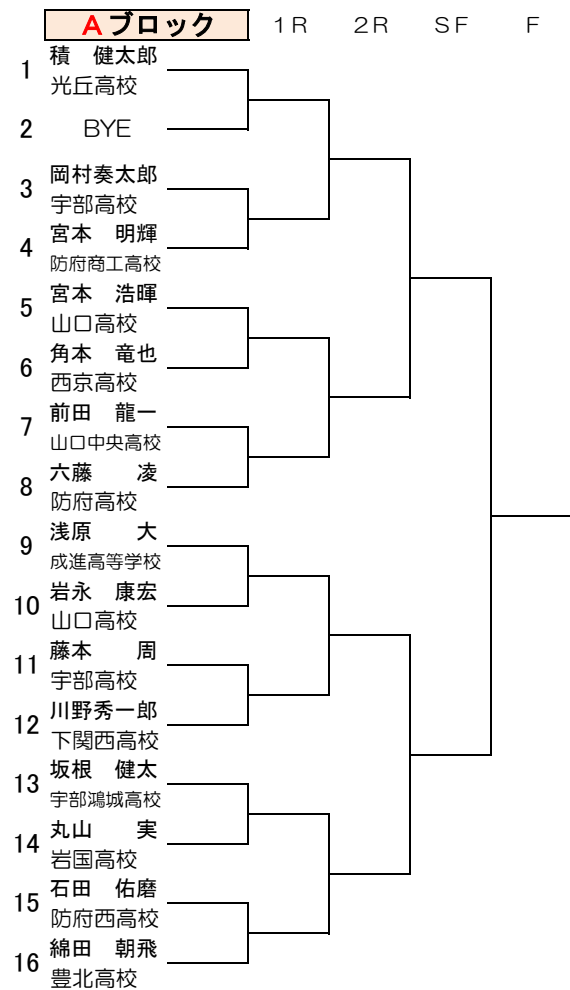 Aブロック 1R 2R SF F
1 積 健太郎
光丘高校
2 BYE
3 岡村奏太郎
宇部高校
4 宮本 明輝
防府商工高校
5 宮本 浩暉
山口高校
6 角本 竜也
西京高校
7 前田 龍一
山口中央高校
8 六藤 凌
防府高校
9 浅原 大
成進高等学校
10 岩永 康宏
山口高校
11 藤本 周
宇部高校
12 川野秀一郎
下関西高校
13 坂根 健太
宇部鴻城高校
14 丸山 実
岩国高校
15 石田 佑磨
防府西高校
16 綿田 朝飛
豊北高校